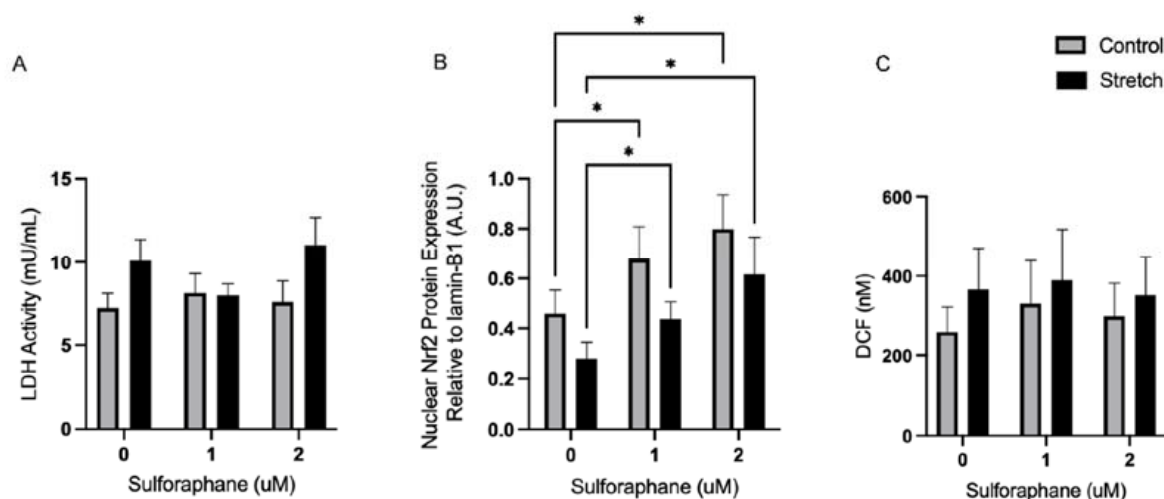 A
B
C
Control
Stretch
*
*
*
*
LDH Activity (mU/mL)
15
10
5
0
0 1 2
Sulforaphane (uM)
Nuclear Nrf2 Protein Expression
Relative to lamin-B1 (A.U.)
1.0
0.8
0.6
0.4
0.2
0.0
0 1 2
Sulforaphane (uM)
DCF (nM)
600
400
200
0
0 1 2
Sulforaphane (uM)